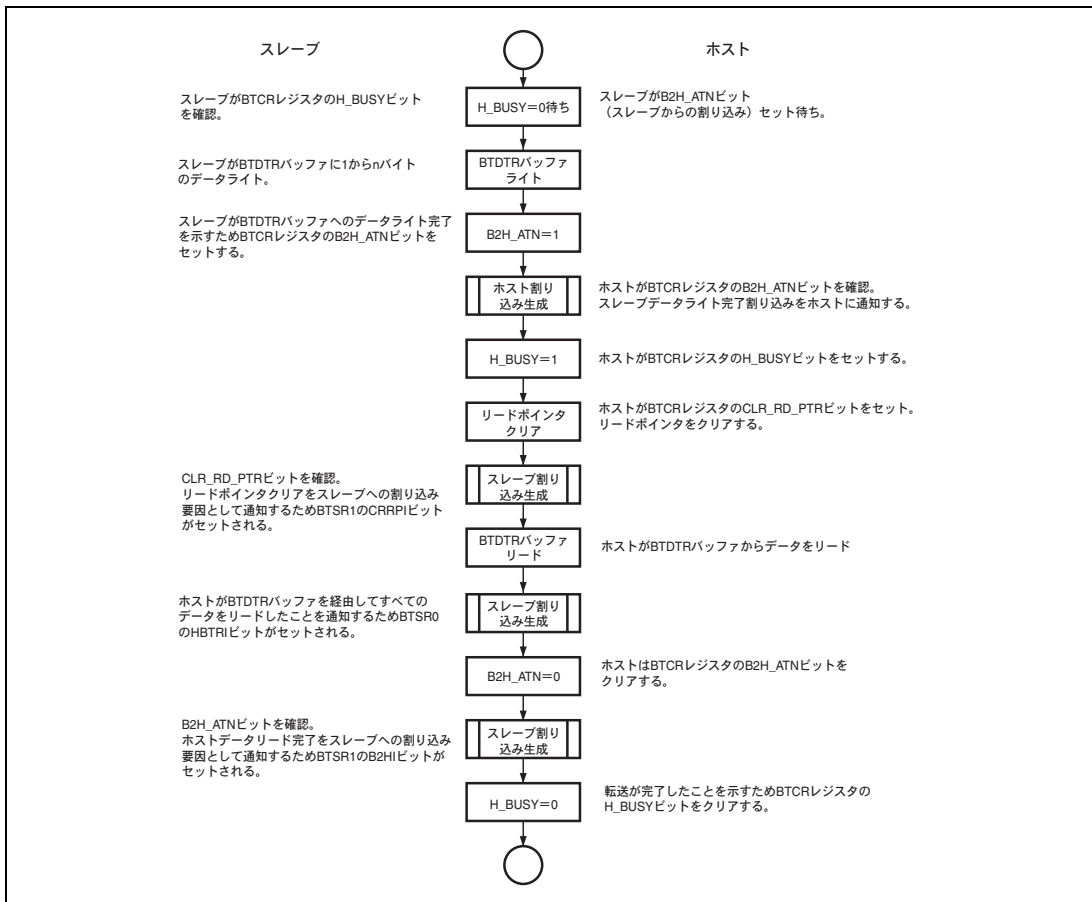 スレーブ
ホスト
スレーブがBTCRレジスタのH_BUSYビット
を確認。
H_BUSY=0待ち
スレーブがB2H_ATNビット
（スレーブからの割り込み）セット待ち。
スレーブがBTDTRバッファに1からnバイト
のデータライト。
BTDTRバッファ
ライト
スレーブがBTDTRバッファへのデータライト完了
を示すためBTCRレジスタのB2H_ATNビットを
セットする。
B2H_ATN=1
ホスト割り
込み生成
ホストがBTCRレジスタのB2H_ATNビットを確認。
スレーブデータライト完了割り込みをホストに通知する。
H_BUSY=1
ホストがBTCRレジスタのH_BUSYビットをセットする。
リードポインタ
クリア
ホストがBTCRレジスタのCLR_RD_PTRビットをセット。
リードポインタをクリアする。
CLR_RD_PTRビットを確認。
リードポインタクリアをスレーブへの割り込み
要因として通知するためBTSR1のCRRPIビット
がセットされる。
スレーブ割り
込み生成
BTDTRバッファ
リード
ホストがBTDTRバッファからデータをリード
ホストがBTDTRバッファを経由してすべての
データをリードしたことを通知するためBTSR0
のHBTRIビットがセットされる。
スレーブ割り
込み生成
B2H_ATN=0
ホストはBTCRレジスタのB2H_ATNビットを
クリアする。
B2H_ATNビットを確認。
ホストデータリード完了をスレーブへの割り込み
要因として通知するためBTSR1のB2HIビットが
セットされる。
スレーブ割り
込み生成
H_BUSY=0
転送が完了したことを示すためBTCRレジスタの
H_BUSYビットをクリアする。